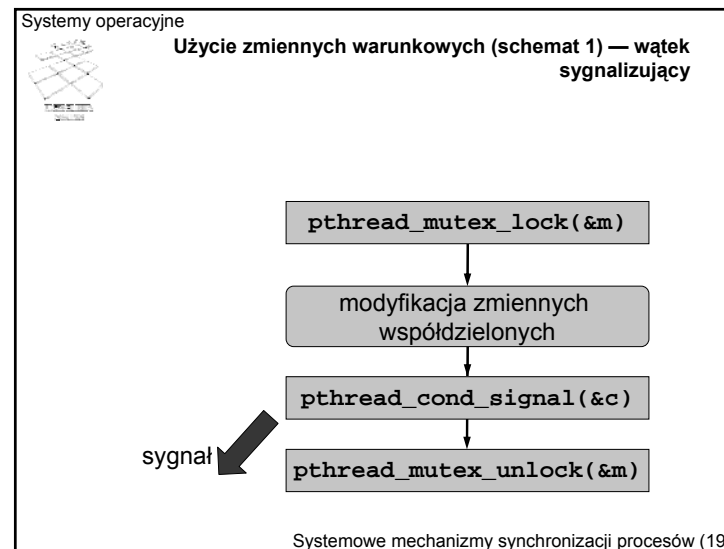 Systemy operacyjne
Użycie zmiennych warunkowych (schemat 1) — wątek
sygnalizujący
pthread_mutex_lock(&m)
modyfikacja zmiennych
współdzielonych
pthread_cond_signal(&c)
sygnał
pthread_mutex_unlock(&m)
Systemowe mechanizmy synchronizacji procesów (19